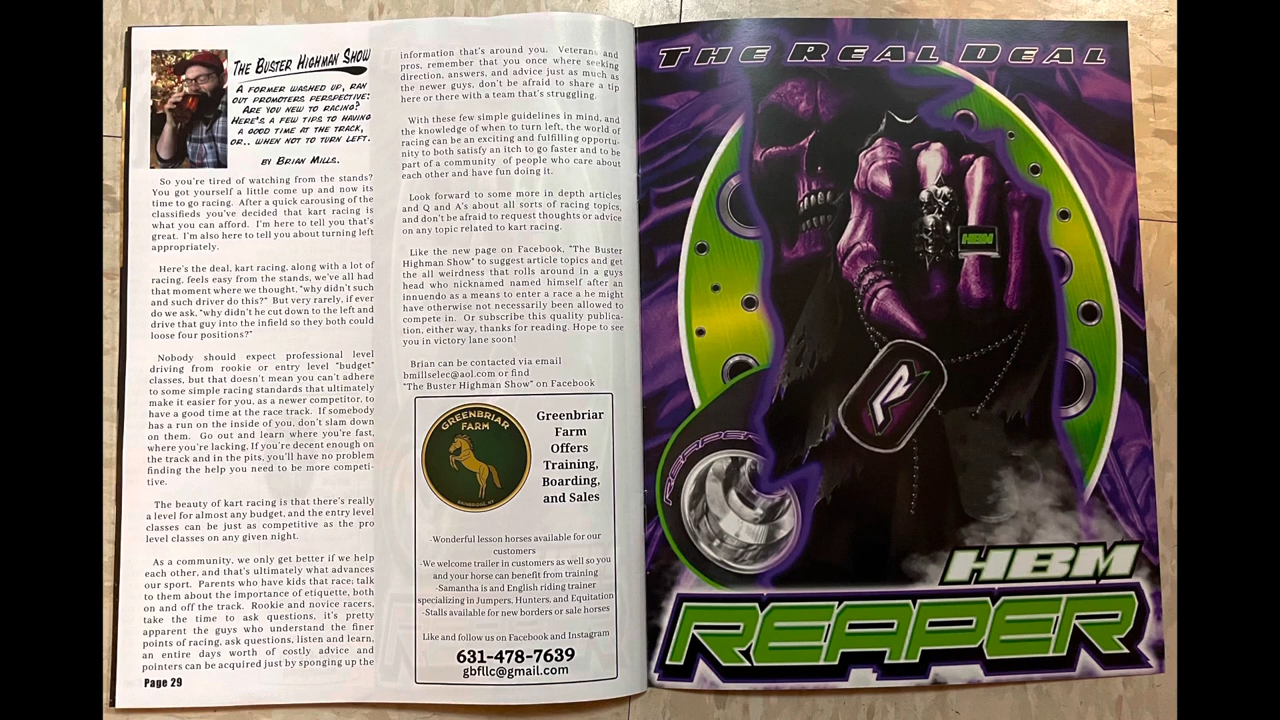 THE BUSTER HIGHMAN SHOW
A FORMER WASHED UP, RAN
OUT PROMOTERS PERSPECTIVE:
ARE YOU NEW TO RACING?
HERE'S A FEW TIPS TO HAVING
A GOOD TIME AT THE TRACK,
OR.. WHEN NOT TO TURN LEFT.
BY BRIAN MILLS.
So you're tired of watching from the stands?
You got yourself a little come up and now its
time to go racing. After a quick carousing of the
classifieds you've decided that kart racing is
what you can afford. I'm here to tell you that's
great. I'm also here to tell you about turning left
appropriately.
Here's the deal, kart racing, along with a lot of
racing, feels easy from the stands, we've all had
that moment where we thought, "why didn't such
and such driver do this?" But very rarely, if ever
do we ask, "why didn't he cut down to the left and
drive that guy into the infield so they both could
loose four positions?"
Nobody should expect professional level
driving from rookie or entry level "budget"
classes, but that doesn't mean you can't adhere
to some simple racing standards that ultimately
make it easier for you, as a newer competitor, to
have a good time at the race track. If somebody
has a run on the inside of you, don't slam down
on them. Go out and learn where you're fast,
where you're lacking, If you're decent enough on
the track and in the pits, you'll have no problem
finding the help you need to be more competi-
tive.
The beauty of kart racing is that there's really
a level for almost any budget, and the entry level
classes can be just as competitive as the pro
level classes on any given night.
As a community, we only get better if we help
each other, and that's ultimately what advances
our sport. Parents who have kids that race; talk
to them about the importance of etiquette, both
on and off the track. Rookie and novice racers,
take the time to ask questions, it's pretty
apparent the guys who understand the finer
points of racing, ask questions, listen and learn,
an entire days worth of costly advice and
pointers can be acquired just by sponging up the
Page 29
information that's around you. Veterans and
pros, remember that you once where seeking
direction, answers, and advice just as much as
the newer guys, don't be afraid to share a tip
here or there with a team that's struggling.
With these few simple guidelines in mind, and
the knowledge of when to turn left, the world of
racing can be an exciting and fulfilling opportu-
nity to both satisfy an itch to go faster and to be
part of a community of people who care about
each other and have fun doing it.
Look forward to some more in depth articles
and Q and A's about all sorts of racing topics,
and don't be afraid to request thoughts or advice
on any topic related to kart racing.
Like the new page on Facebook, "The Buster
Highman Show" to suggest article topics and get
the all weirdness that rolls around in a guys
head who nicknamed named himself after an
innuendo as a means to enter a race a he might
have otherwise not necessarily been allowed to
compete in. Or subscribe this quality publica-
tion, either way, thanks for reading. Hope to see
you in victory lane soon!
Brian can be contacted via email
bmillselec@aol.com or find
"The Buster Highman Show" on Facebook
GREENBRIAR
FARM
BAINBRIDGE, NY
Greenbriar
Farm
Offers
Training,
Boarding,
and Sales
-Wonderful lesson horses available for our
customers
-We welcome trailer in customers as well so you
and your horse can benefit from training
-Samantha is and English riding trainer
specializing in Jumpers, Hunters, and Equitation
-Stalls available for new borders or sale horses
Like and follow us on Facebook and Instagram
631-478-7639
gbfllc@gmail.com
THE REAL DEAL
HBM
R
REAPER
HBM
REAPER